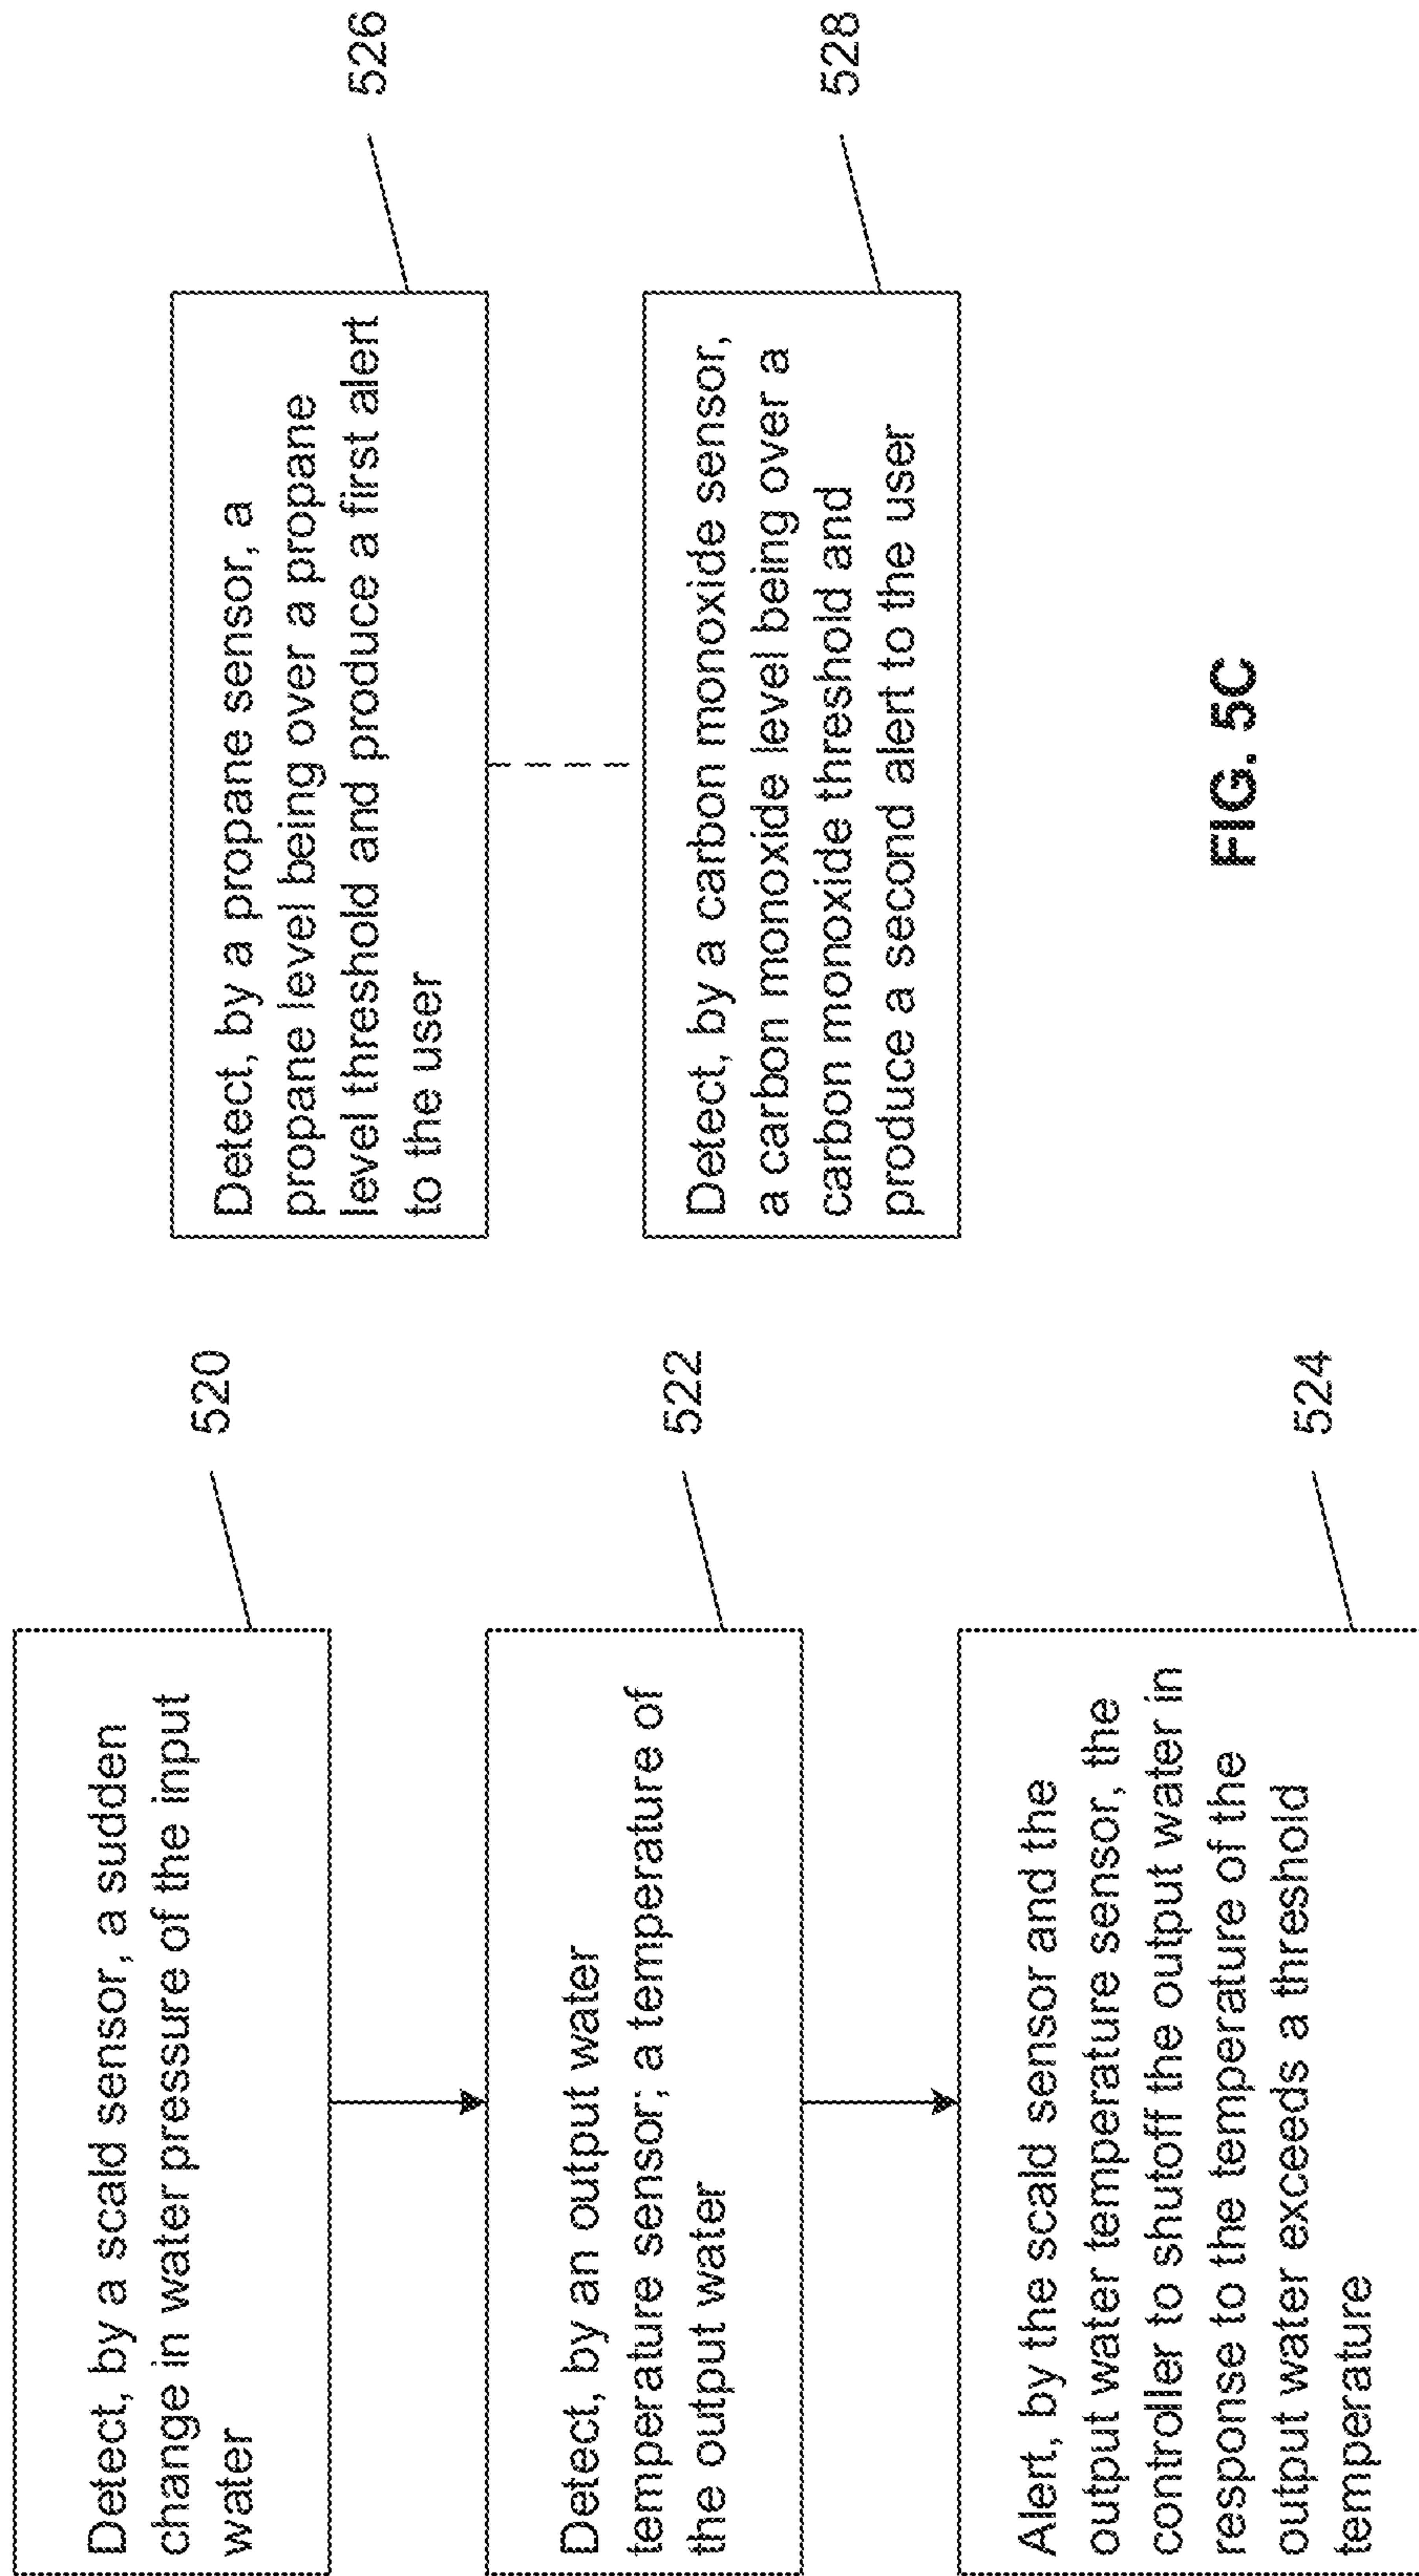 Detect, by a scald sensor, a sudden
change in water pressure of the input
water
520
Detect, by an output water
temperature sensor; a temperature of
the output water
522
Alert, by the scald sensor and the
output water temperature sensor, the
controller to shutoff the output water in
response to the temperature of the
output water exceeds a threshold
temperature
524
Detect, by a propane sensor, a
propane level being over a propane
level threshold and produce a first alert
to the user
526
Detect, by a carbon monoxide sensor,
a carbon monoxide level being over a
carbon monoxide threshold and
produce a second alert to the user
528
FIG. 5C